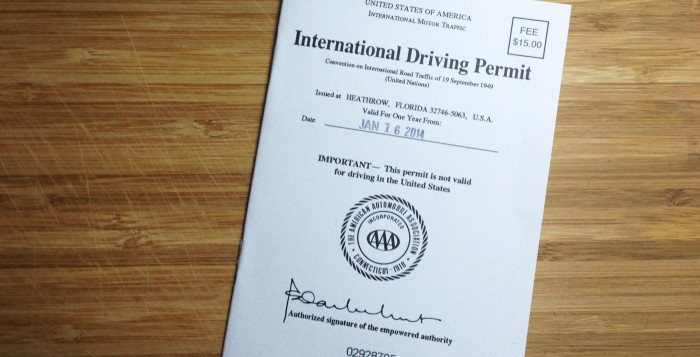 UNITED STATES OF AMERICA
INTERNATIONAL MOTOR TRAFFIC
FEE
$15.00
International Driving Permit
Convention on International Road Traffic of 19 September 1949
(United Nations)
Issued at HEATHROW, FLORIDA 32746-5063, U.S.A.
Valid For One Year From:
Date JAN 16 2014
IMPORTANT— This permit is not valid
for driving in the United States
THE AMERICAN AUTOMOBILE ASSOCIATION
INCORPORATED
AAA
CONNECTICUT-1910
Authorized signature of the empowered authority